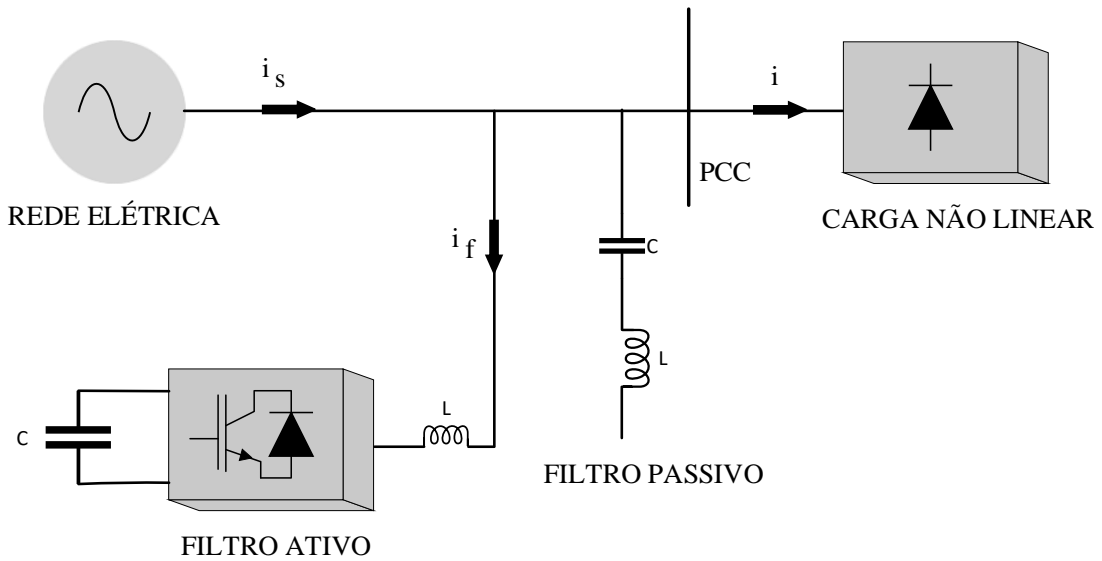 i s
i
PCC
REDE ELÉTRICA
CARGA NÃO LINEAR
i f
C
L
L
C
FILTRO PASSIVO
FILTRO ATIVO